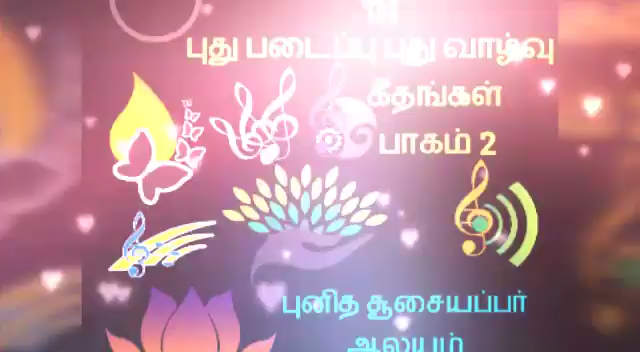 புது படைப்பு புது வாழ்வு
கீதங்கள்
பாகம் 2
புனித சூசையப்பர்
ஆலயம்